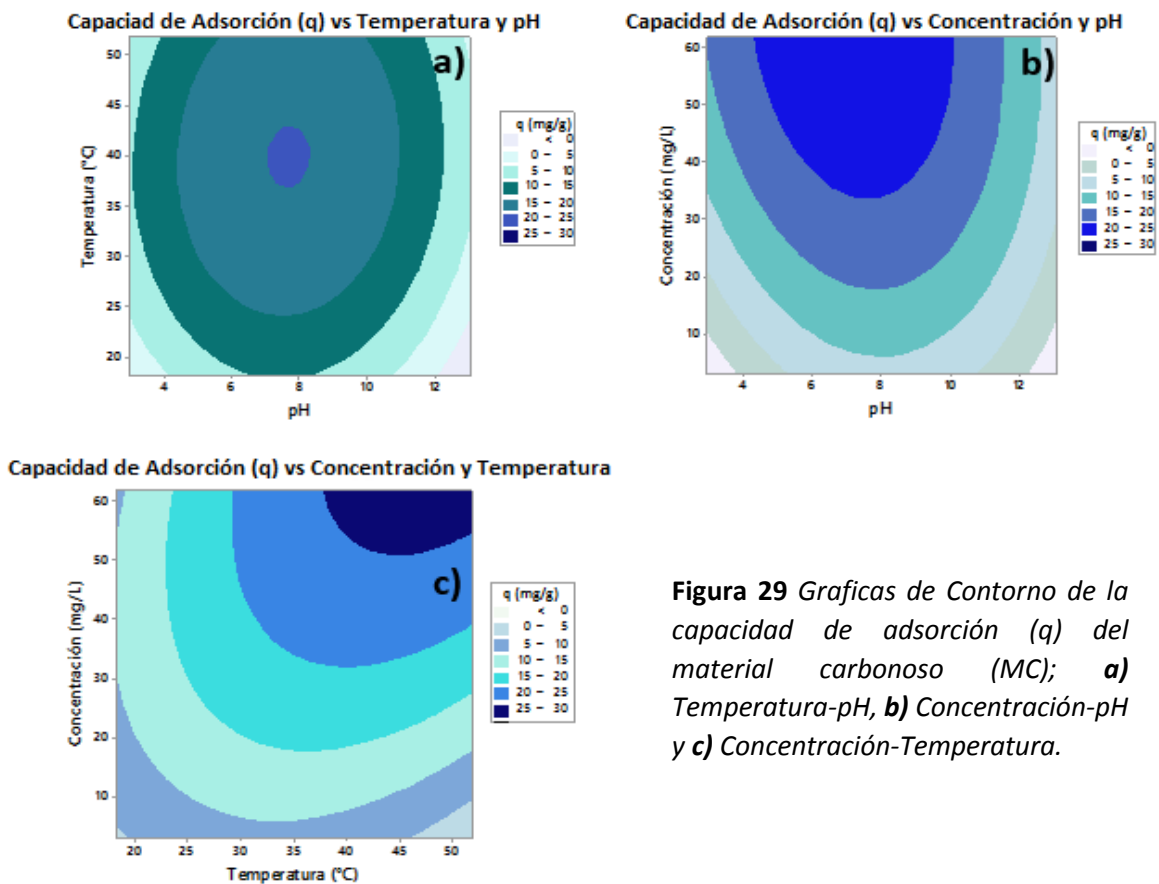 Capaciad de Adsorción (q) vs Temperatura y pH
a)
50
45
40
35
30
25
20
Temperatura (°C)
4 6 8 10 12
pH
q (mg/g)
< 0
0 – 5
5 – 10
10 – 15
15 – 20
20 – 25
25 – 30
Capacidad de Adsorción (q) vs Concentración y pH
b)
60
50
40
30
20
10
Concentración (mg/L)
4 6 8 10 12
pH
q (mg/g)
< 0
0 – 5
5 – 10
10 – 15
15 – 20
20 – 25
25 – 30
Capacidad de Adsorción (q) vs Concentración y Temperatura
c)
60
50
40
30
20
10
Concentración (mg/L)
20 25 30 35 40 45 50
Temperatura (°C)
q (mg/g)
< 0
0 – 5
5 – 10
10 – 15
15 – 20
20 – 25
25 – 30
Figura 29 Graficas de Contorno de la
capacidad de adsorción (q) del
material carbonoso (MC); a)
Temperatura-pH, b) Concentración-pH
y c) Concentración-Temperatura.